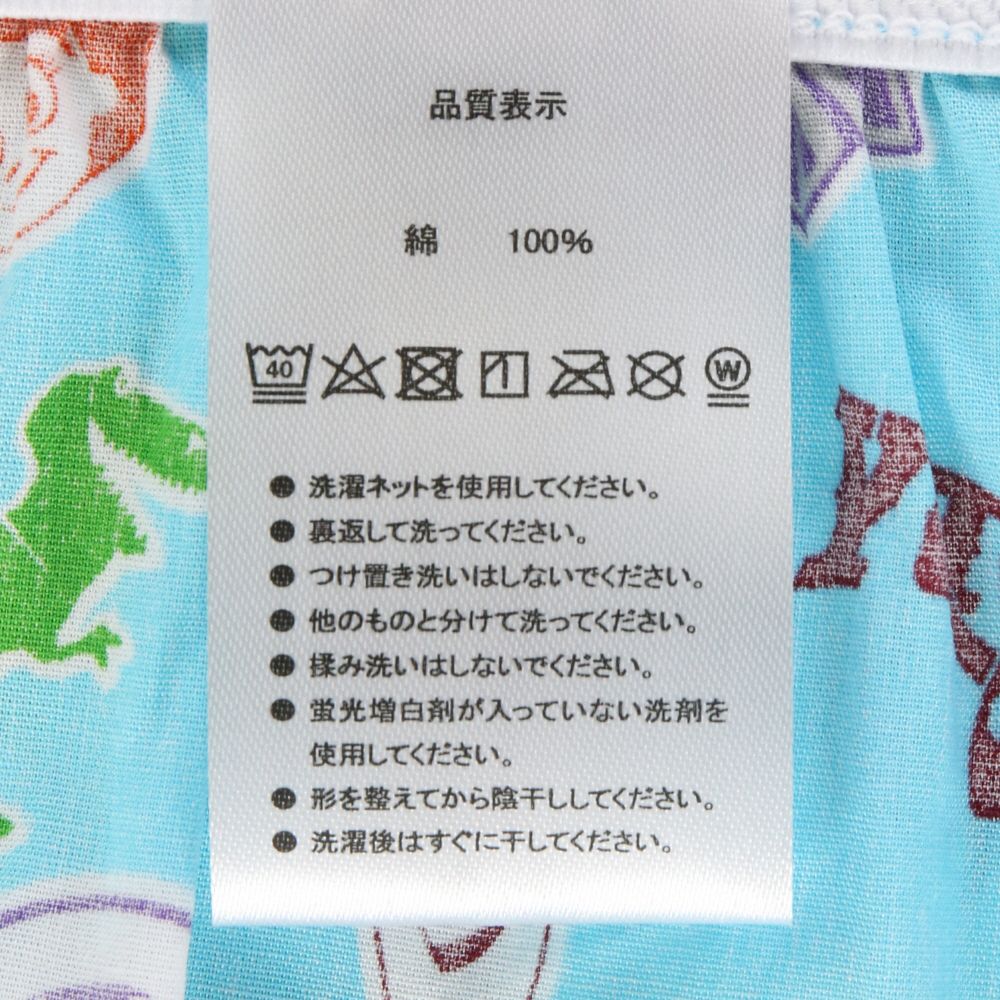 品質表示
綿 100%
40 W
● 洗濯ネットを使用してください。
● 裏返して洗ってください。
● つけ置き洗いはしないでください。
● 他のものと分けて洗ってください。
● 揉み洗いはしないでください。
● 蛍光増白剤が入っていない洗剤を
使用してください。
● 形を整えてから陰干ししてください。
● 洗濯後はすぐに干してください。